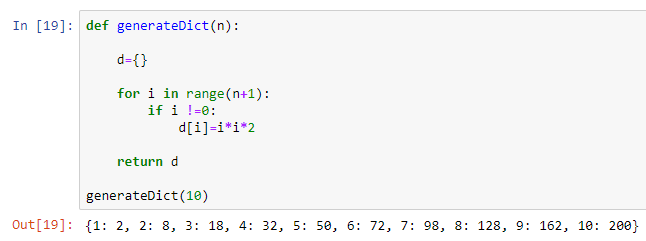 In [19]: def generateDict(n):
d={}
for i in range(n+1):
if i !=0:
d[i]=i*i*2
return d
generateDict(10)
Out[19]: {1: 2, 2: 8, 3: 18, 4: 32, 5: 50, 6: 72, 7: 98, 8: 128, 9: 162, 10: 200}